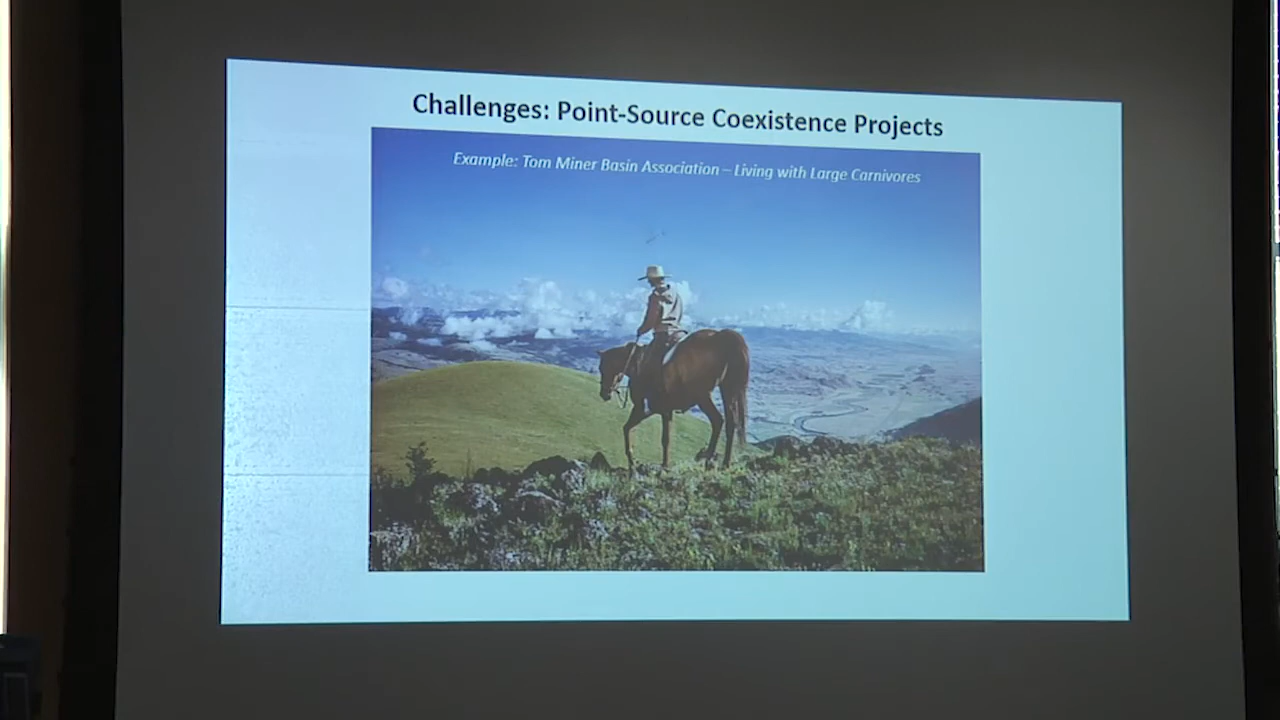 Challenges: Point-Source Coexistence Projects
Example: Tom Miner Basin Association – Living with Large Carnivores